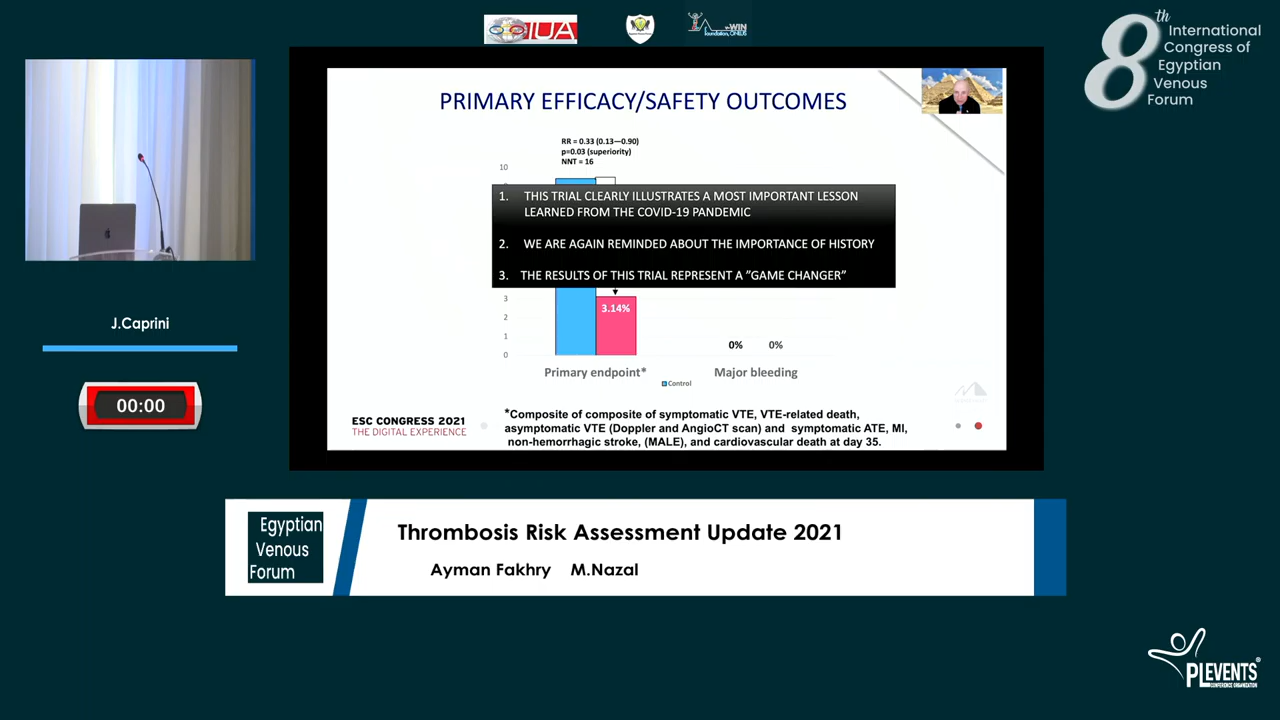 IUA
WIN
foundation, ONLUS
8th
International
Congress of
Egyptian
Venous
Forum
PRIMARY EFFICACY/SAFETY OUTCOMES
RR = 0.33 (0.13—0.90)
p=0.03 (superiority)
NNT = 16
10
1. THIS TRIAL CLEARLY ILLUSTRATES A MOST IMPORTANT LESSON
LEARNED FROM THE COVID-19 PANDEMIC
2. WE ARE AGAIN REMINDED ABOUT THE IMPORTANCE OF HISTORY
3. THE RESULTS OF THIS TRIAL REPRESENT A "GAME CHANGER"
3
3.14%
2
1
0% 0%
0
Primary endpoint* Major bleeding
Control
ESC CONGRESS 2021
THE DIGITAL EXPERIENCE
*Composite of composite of symptomatic VTE, VTE-related death,
asymptomatic VTE (Doppler and AngioCT scan) and symptomatic ATE, MI,
non-hemorrhagic stroke, (MALE), and cardiovascular death at day 35.
J.Caprini
00:00
Egyptian
Venous
Forum
Thrombosis Risk Assessment Update 2021
Ayman Fakhry M.Nazal
PLEVENTS®
CONFERENCE ORGANIZATION